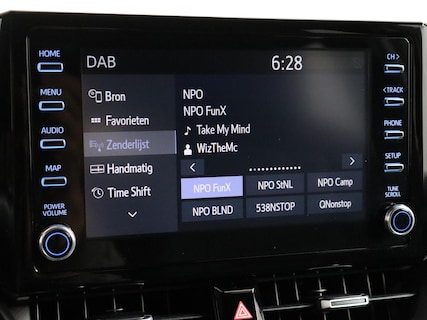 HOME
MENU
AUDIO
MAP
POWER
VOLUME
DAB
6:28
Bron
Favorieten
Zenderlijst
Handmatig
Time Shift
NPO
NPO FunX
Take My Mind
WizTheMc
NPO FunX
NPO StNL
NPO Camp
NPO BLND
538NSTOP
QNonstop
CH >
< TRACK
PHONE
SETUP
TUNE
SCROLL